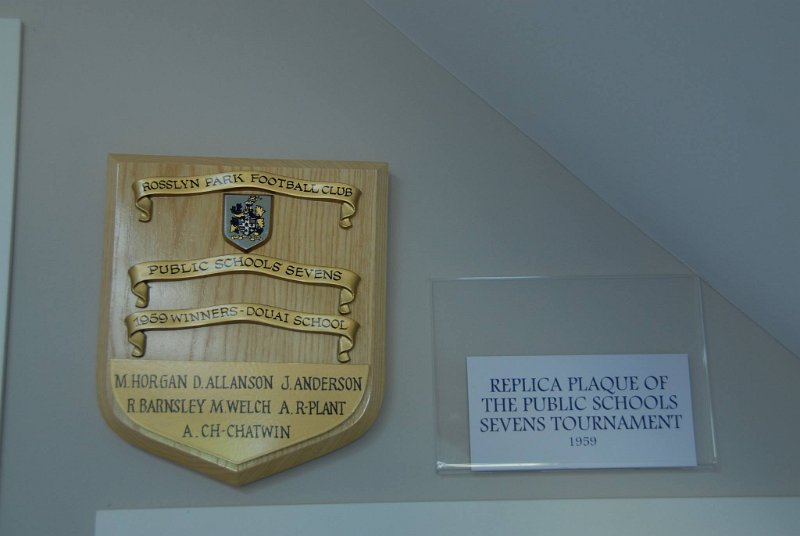 ROSSLYN PARK FOOTBALL CLUB
PUBLIC SCHOOLS SEVENS
1959 WINNERS - DOUAI SCHOOL
M. HORGAN D. ALLANSON J. ANDERSON
R. BARNSLEY M. WELCH A. R-PLANT
A. CH-CHATWIN
REPLICA PLAQUE OF
THE PUBLIC SCHOOLS
SEVENS TOURNAMENT
1959